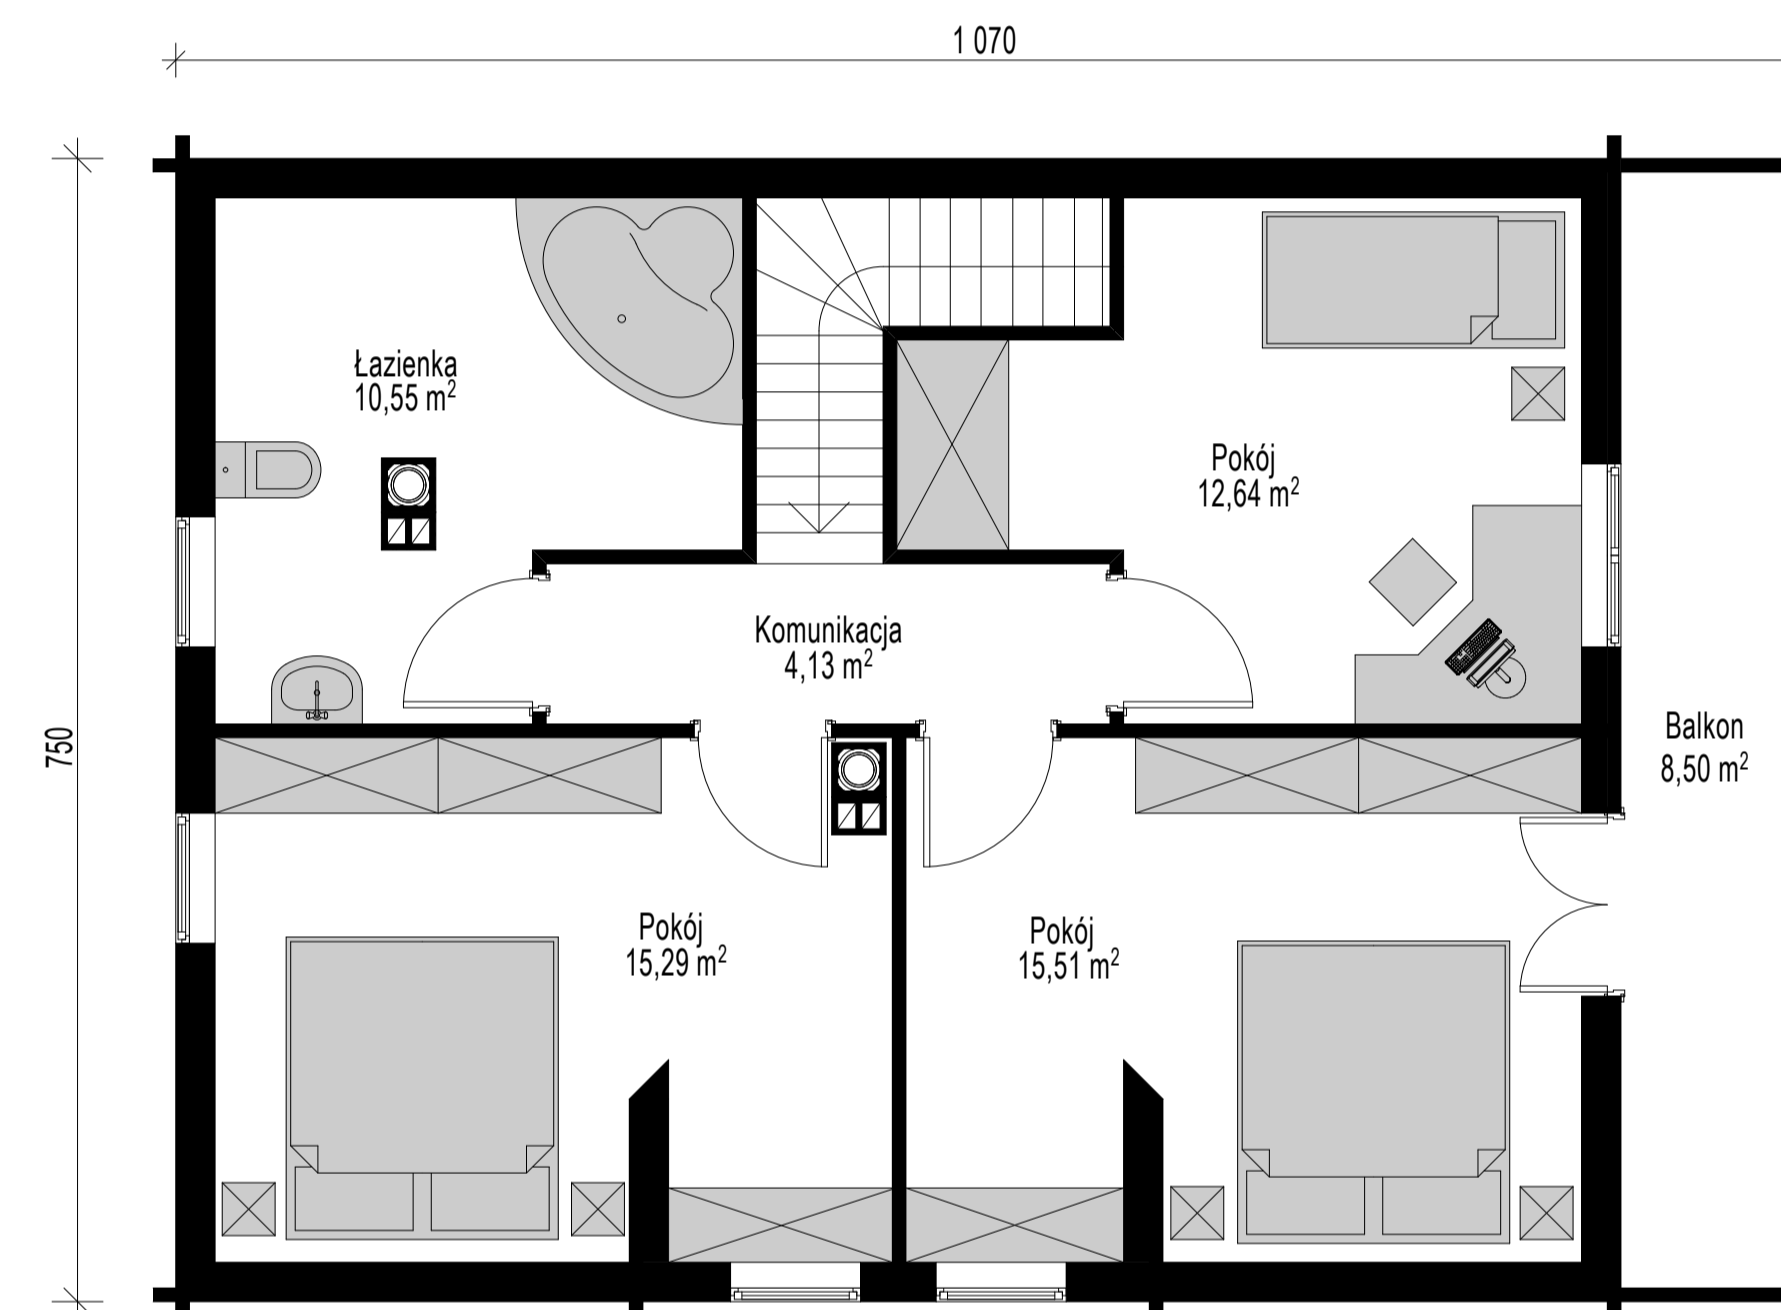 1 070
Łazienka
10,55 m²
Pokój
12,64 m²
Komunikacja
4,13 m²
750
Balkon
8,50 m²
Pokój
15,29 m²
Pokój
15,51 m²